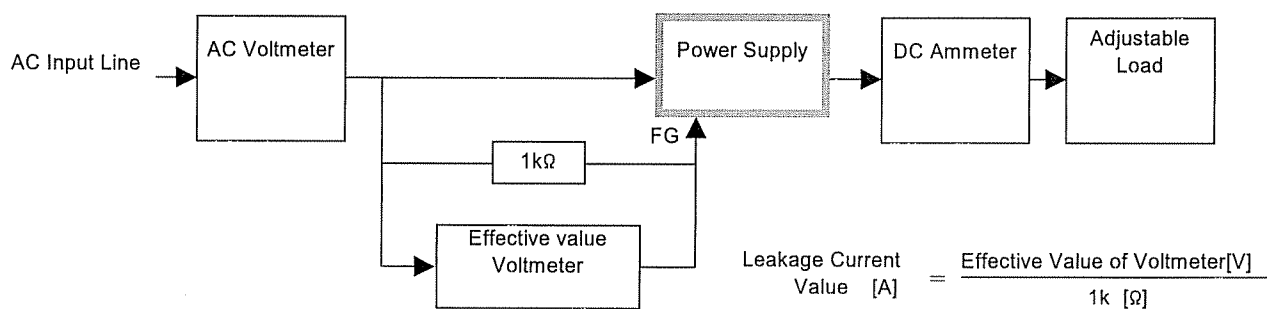 AC Input Line
AC Voltmeter
Power Supply
DC Ammeter
Adjustable
Load
FG
1kΩ
Effective value
Voltmeter
Leakage Current
Value [A]
=
Effective Value of Voltmeter[V]
1k [Ω]